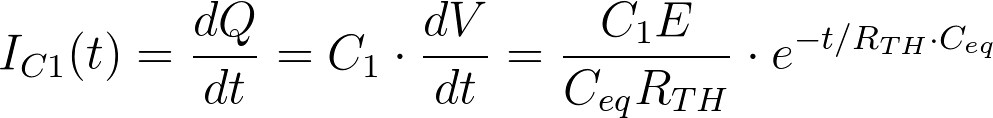 I_{C1}(t) = \frac{dQ}{dt} = C_1 \cdot \frac{dV}{dt} = \frac{C_1 E}{C_{eq} R_{TH}} \cdot e^{-t/R_{TH} \cdot C_{eq}}